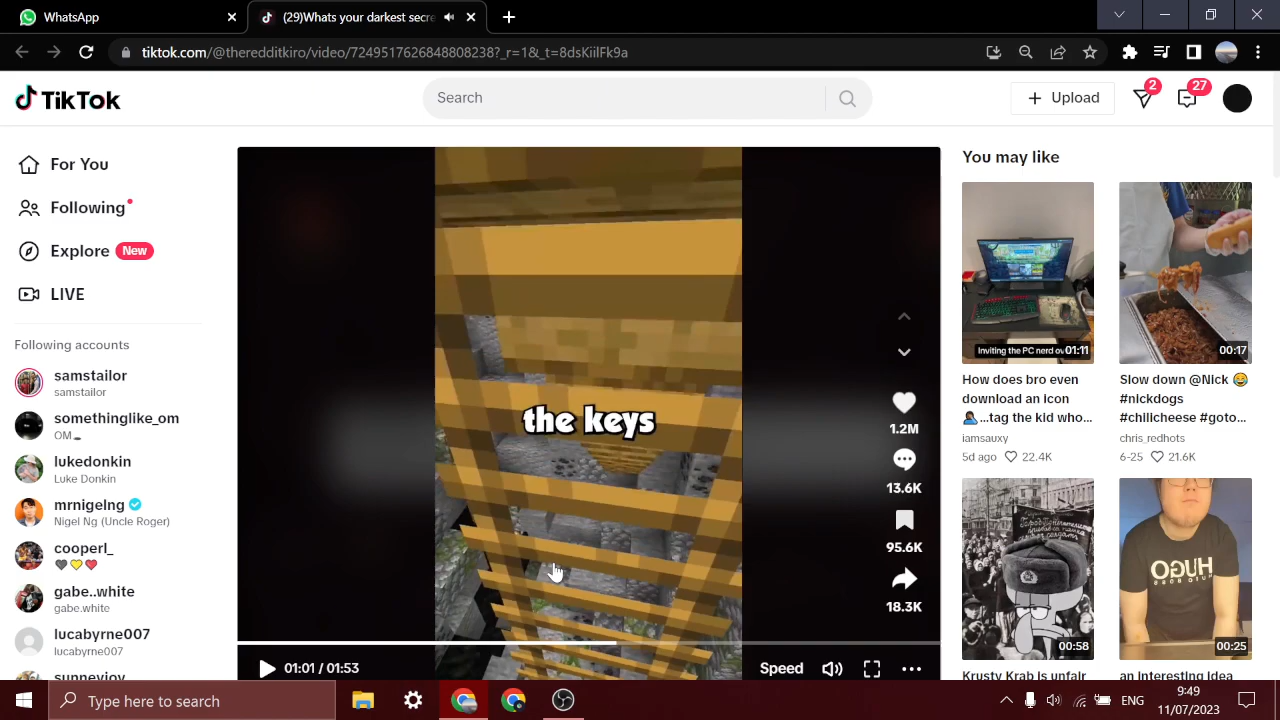 WhatsApp
(29)Whats your darkest secre
tiktok.com/@theredditkiro/video/7249517626848808238?_r=1&_t=8dsKiilFk9a
TikTok
Search
Upload
2
27
For You
Following
Explore New
LIVE
Following accounts
samstailor
samstailor
somethinglike_om
OM
lukedonkin
Luke Donkin
mrnigelng
Nigel Ng (Uncle Roger)
cooperl_
gabe..white
gabe.white
lucabyrne007
lucabyrne007
the keys
1.2M
13.6K
95.6K
18.3K
01:01 / 01:53
Speed
You may like
Inviting the PC nerd ov
01:11
How does bro even
download an icon
...tag the kid who...
iamsauxy
5d ago 22.4K
00:17
Slow down @Nick 😂
#nickdogs
#chilicheese #goto...
chris_redhots
6-25 21.6K
00:58
Krusty Krab is unfair
HUGO
00:25
an Interesting Idea
Type here to search
ENG
9:49
11/07/2023